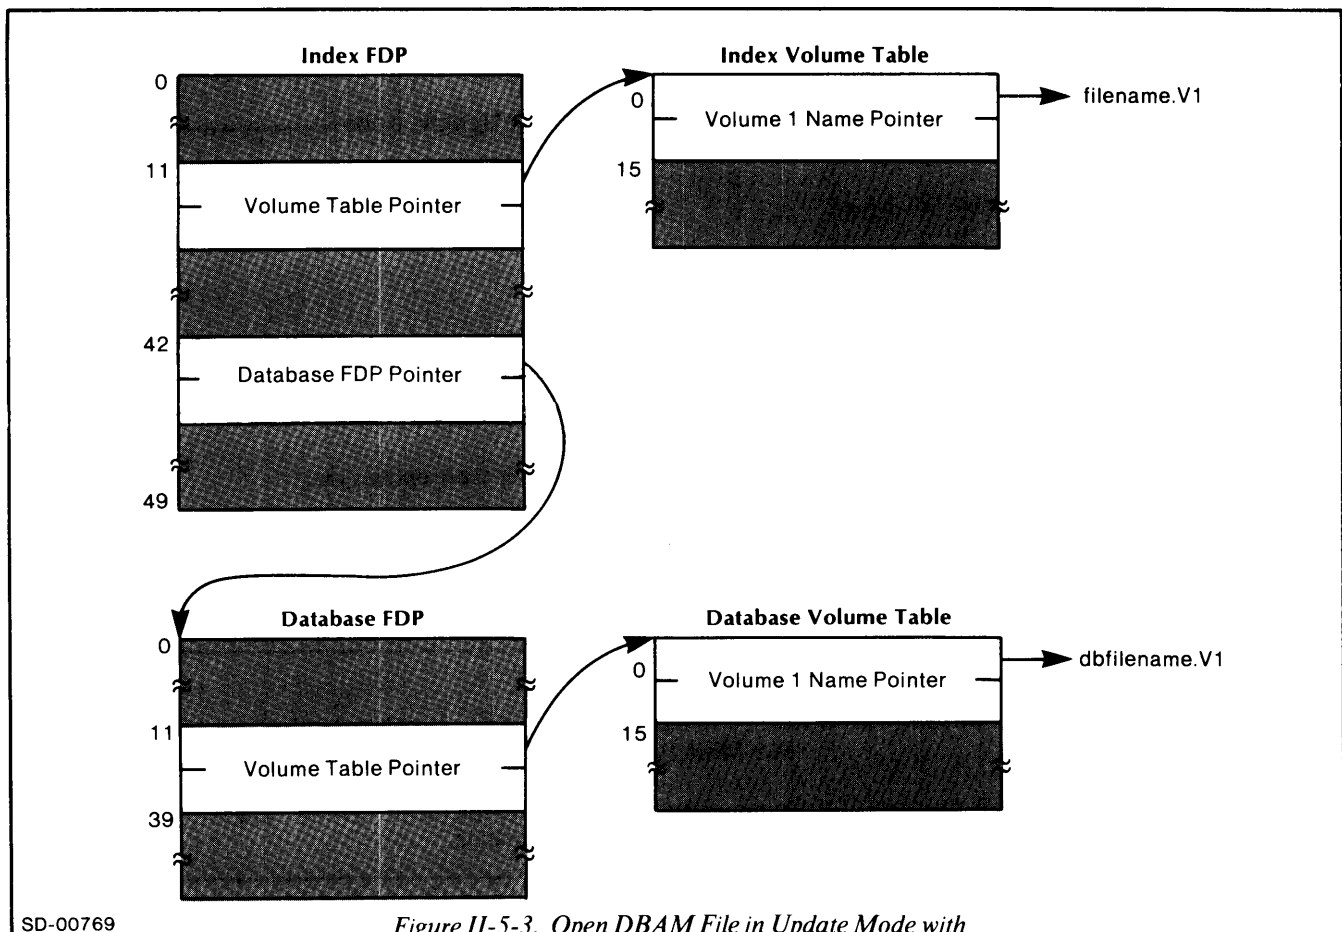 Index FDP
0
11
Volume Table Pointer
42
Database FDP Pointer
49
Index Volume Table
0
Volume 1 Name Pointer
filename.V1
15
Database FDP
0
11
Volume Table Pointer
39
Database Volume Table
0
Volume 1 Name Pointer
dbfilename.V1
15
SD-00769
Figure II-5-3. Open DBAM File in Update Mode with